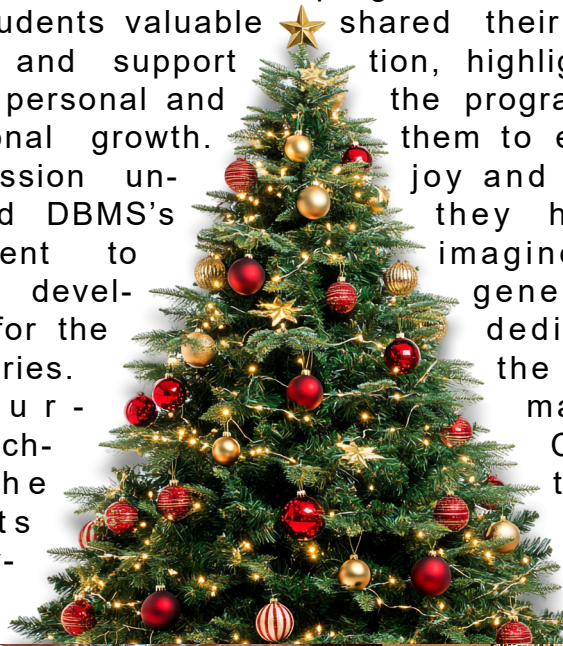 udents valuable
and support
personal and
onal growth.
ssion un-
d DBMS's
ent to
devel-
for the
ries.
ur-
ch-
he
ts
-
shared their
tion, highlig
the progra
them to e
joy and
they h
imagine
gene
dedi
the
ma
C
t